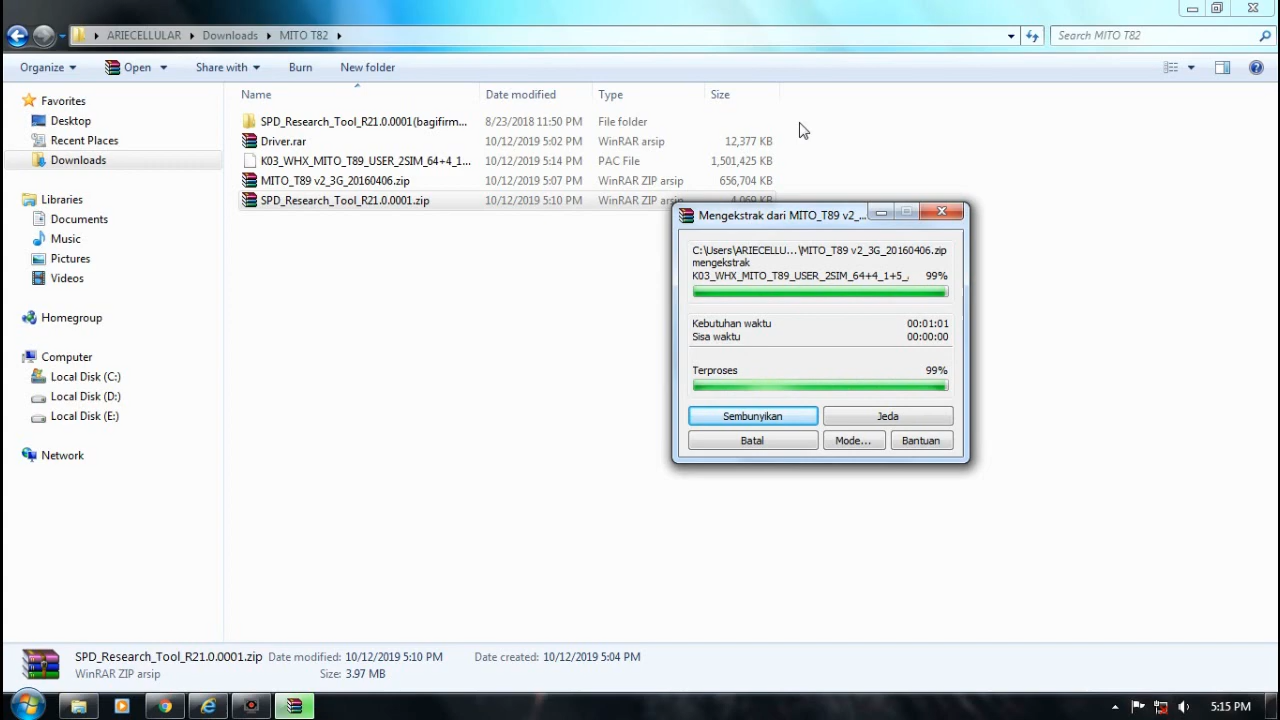 ARIECELLULAR Downloads MITO T82 Search MITO T82
Organize Open Share with Burn New folder
Favorites
Desktop
Recent Places
Downloads
Libraries
Documents
Music
Pictures
Videos
Homegroup
Computer
Local Disk (C:)
Local Disk (D:)
Local Disk (E:)
Network
Name Date modified Type Size
SPD_Research_Tool_R21.0.0001(bagifirm... 8/23/2018 11:50 PM File folder
Driver.rar 10/12/2019 5:02 PM WinRAR arsip 12,377 KB
K03_WHX_MITO_T89_USER_2SIM_64+4_1... 10/12/2019 5:14 PM PAC File 1,501,425 KB
MITO_T89 v2_3G_20160406.zip 10/12/2019 5:07 PM WinRAR ZIP arsip 656,704 KB
SPD_Research_Tool_R21.0.0001.zip 10/12/2019 5:10 PM WinRAR ZIP arsip 4,069 KB
Mengekstrak dari MITO_T89 v2_...
C:\Users\ARIECELLU...\MITO_T89 v2_3G_20160406.zip
mengekstrak
K03_WHX_MITO_T89_USER_2SIM_64+4_1+5_. 99%
Kebutuhan waktu 00:01:01
Sisa waktu 00:00:00
Terproses 99%
Sembunyikan Jeda
Batal Mode... Bantuan
SPD_Research_Tool_R21.0.0001.zip Date modified: 10/12/2019 5:10 PM Date created: 10/12/2019 5:04 PM
WinRAR ZIP arsip Size: 3.97 MB
5:15 PM